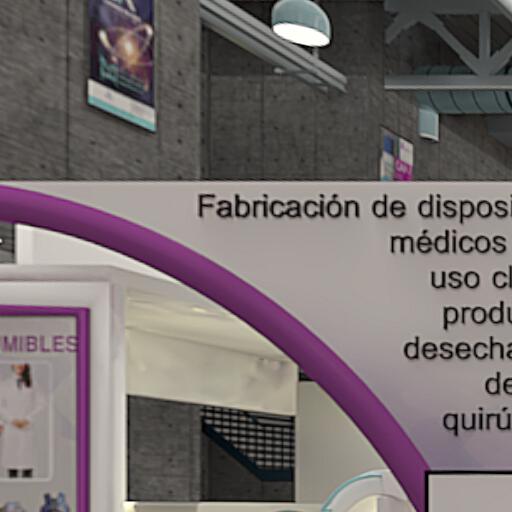 Fabricación de disposi
médicos
uso cl
produ
desecha
de
quirú
MIBLES